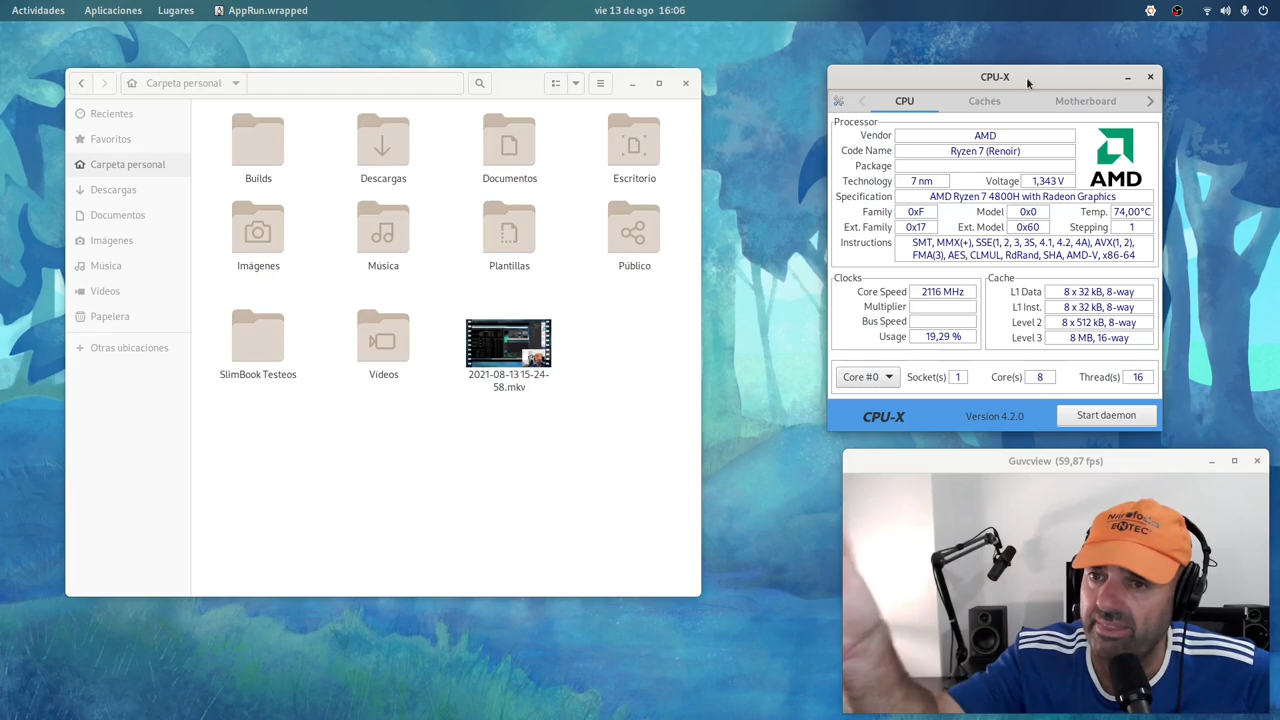 Actividades Aplicaciones Lugares AppRun.wrapped vie 13 de ago 16:06
Carpeta personal
Recientes
Favoritos
Carpeta personal
Descargas
Documentos
Imágenes
Música
Videos
Papelera
Otras ubicaciones
Builds Descargas Documentos Escritorio
Imágenes Música Plantillas Público
SlimBook Testeos Videos 2021-08-13 15-24-
58.mkv
CPU-X
CPU Caches Motherboard
Processor
Vendor AMD
Code Name Ryzen 7 (Renoir)
Package
Technology 7 nm Voltage 1,343 V
AMD
Specification AMD Ryzen 7 4800H with Radeon Graphics
Family 0xF Model 0x0 Temp. 74,00°C
Ext. Family 0x17 Ext. Model 0x60 Stepping 1
Instructions SMT, MMX(+), SSE(1, 2, 3, 3S, 4.1, 4.2, 4A), AVX(1, 2),
FMA(3), AES, CLMUL, RdRand, SHA, AMD-V, x86-64
Clocks
Core Speed 2116 MHz
Multiplier
Bus Speed
Usage 19,29 %
Cache
L1 Data 8 x 32 kB, 8-way
L1 Inst. 8 x 32 kB, 8-way
Level 2 8 x 512 kB, 8-way
Level 3 8 MB, 16-way
Core #0 Socket(s) 1 Core(s) 8 Thread(s) 16
CPU-X Version 4.2.0 Start daemon
Guvcview (59,87 fps)
ENTEC